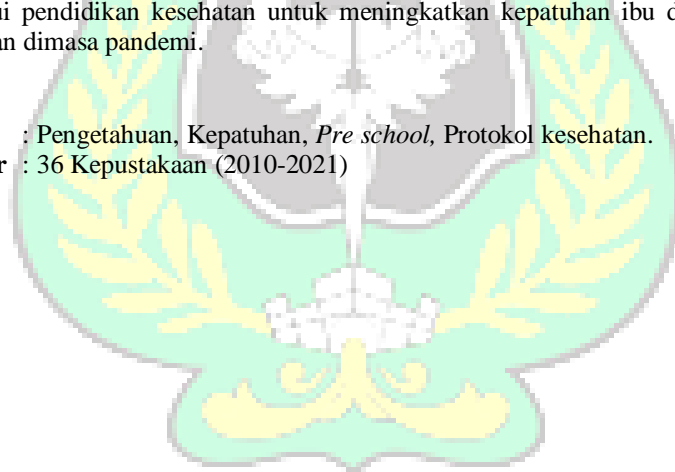 ui pendidikan kesehatan untuk meningkatkan kepatuhan ibu d
an dimasa pandemi.
: Pengetahuan, Kepatuhan, Pre school, Protokol kesehatan.
r : 36 Kepustakaan (2010-2021)